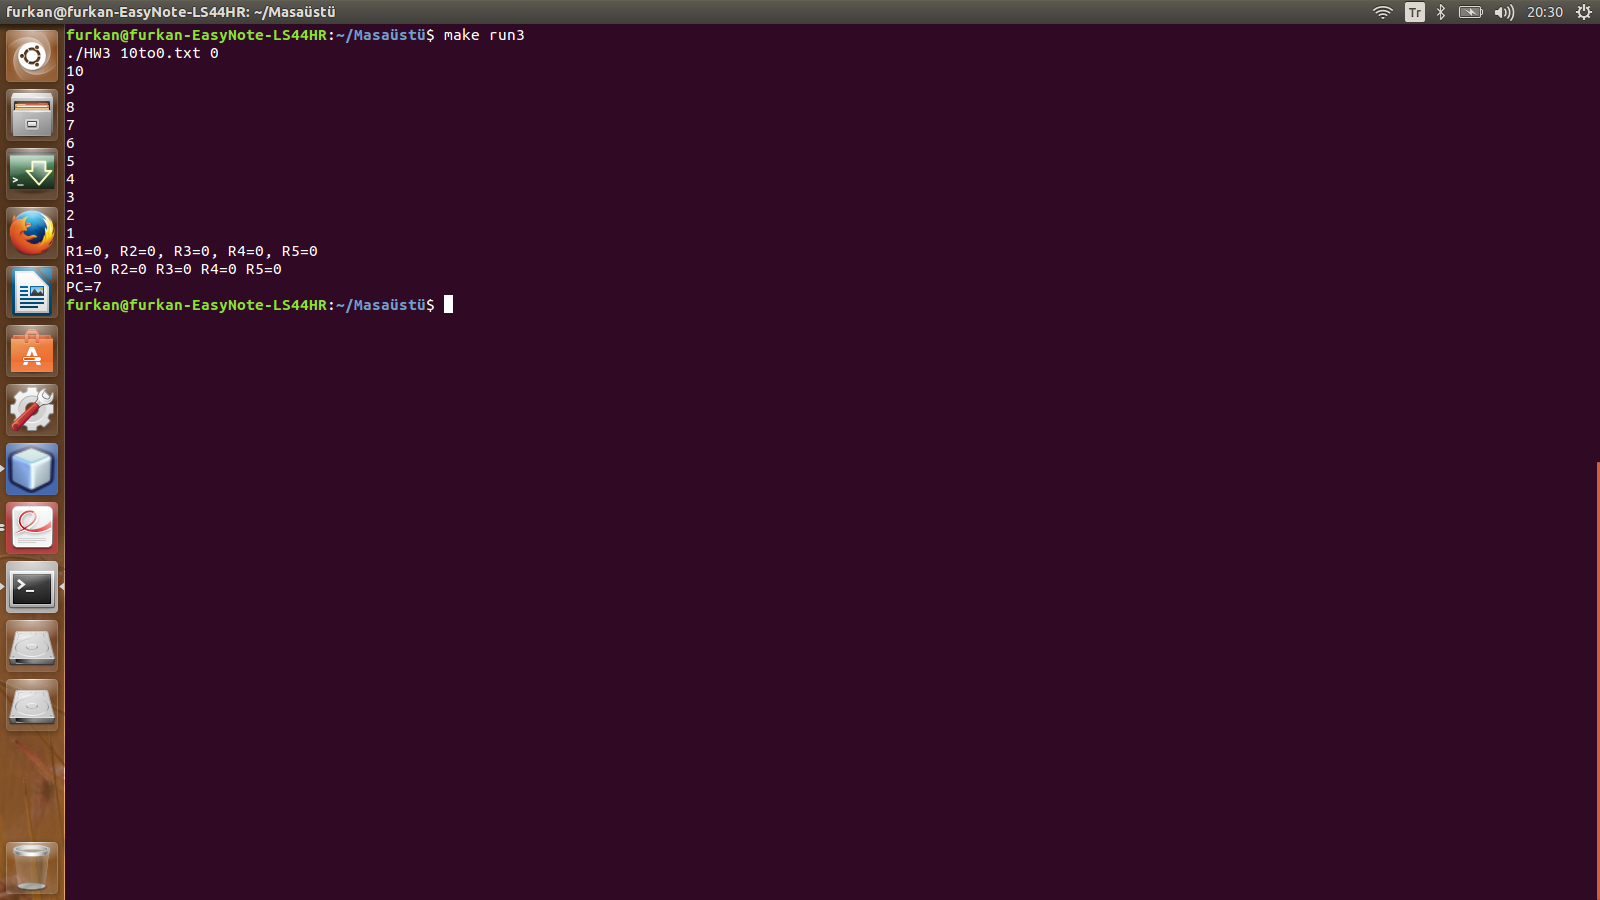 furkan@furkan-EasyNote-LS44HR: ~/Masaüstü
Tr
20:30
furkan@furkan-EasyNote-LS44HR:~/Masaüstü$ make run3
./HW3 10to0.txt 0
10
9
8
7
6
5
4
3
2
1
R1=0, R2=0, R3=0, R4=0, R5=0
R1=0 R2=0 R3=0 R4=0 R5=0
PC=7
furkan@furkan-EasyNote-LS44HR:~/Masaüstü$